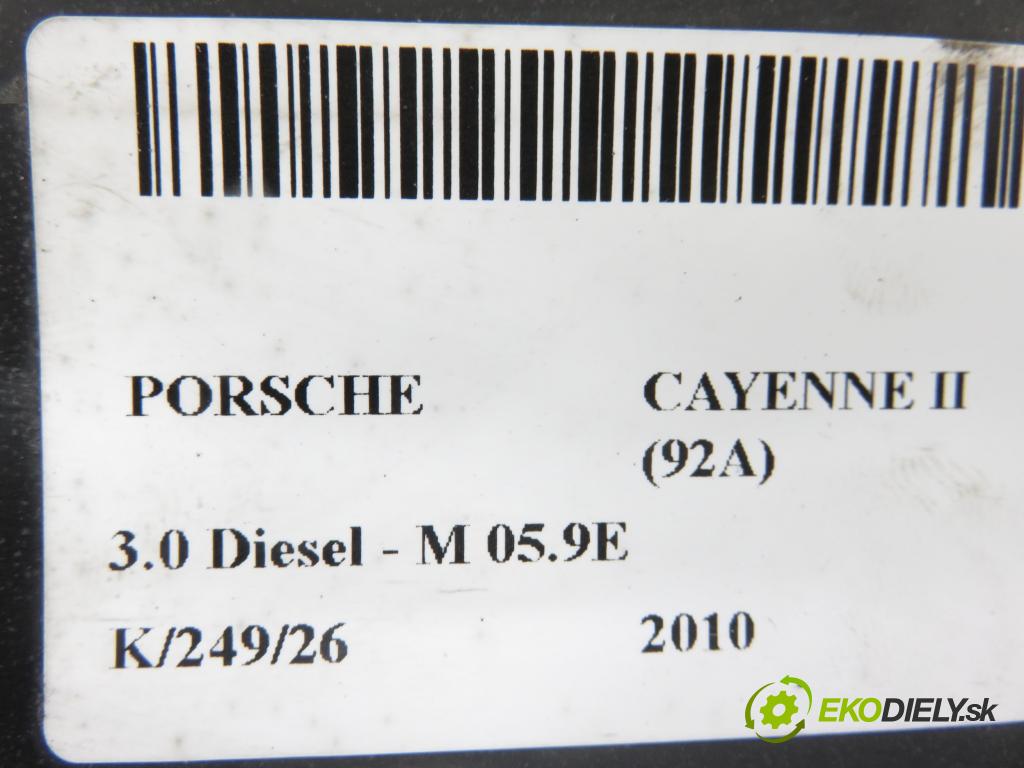 PORSCHE CAYENNE II
(92A)
3.0 Diesel - M 05.9E
K/249/26 2010
EKODIELY.sk